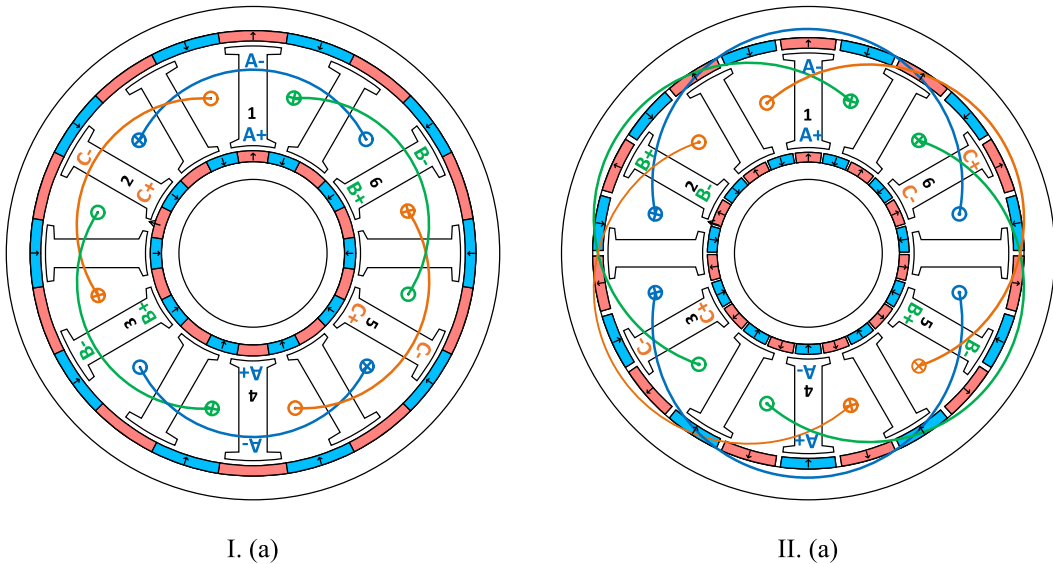 A-
1
A+
B-
6
B+
C-
2
C+
3
B+
B-
C+
5
C-
A+
4
A-
I. (a)
A-
1
A+
C+
6
C-
B+
2
B-
C+
3
C-
B+
5
B-
A-
4
A+
II. (a)